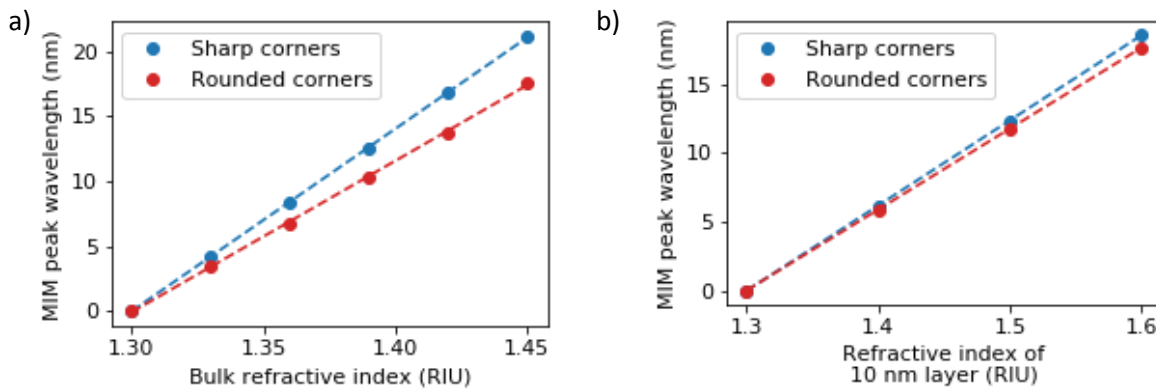 a)
MIM peak wavelength (nm)
20
15
10
5
0
Sharp corners
Rounded corners
1.30
1.35
1.40
1.45
Bulk refractive index (RIU)
b)
MIM peak wavelength (nm)
15
10
5
0
Sharp corners
Rounded corners
1.3
1.4
1.5
1.6
Refractive index of
10 nm layer (RIU)